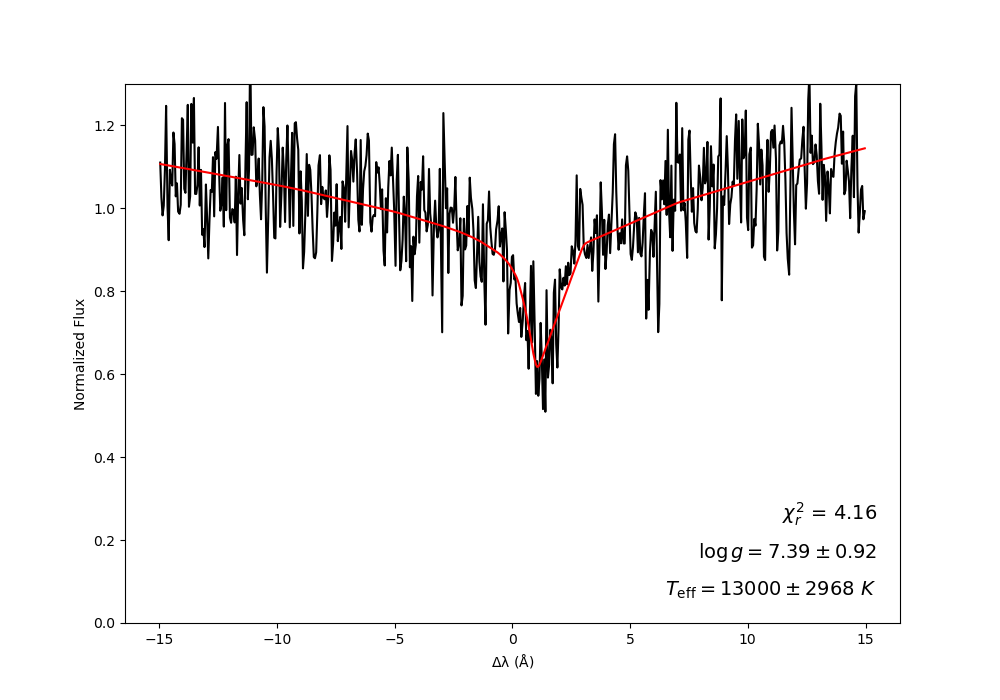 1.2
1.0
0.8
0.6
0.4
0.2
0.0
Normalized Flux
χ²ᵣ = 4.16
log g = 7.39 ± 0.92
T_eff = 13000 ± 2968 K
−15 −10 −5 0 5 10 15
Δλ (Å)